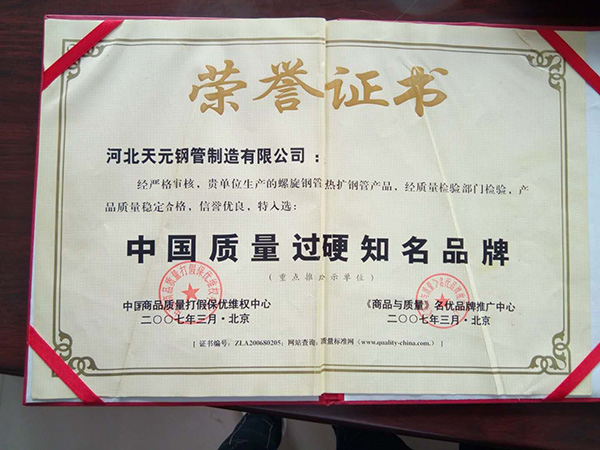 荣誉证书
河北天元钢管制造有限公司：
经严格审核，贵单位生产的螺旋钢管热扩钢管产品，经质量检验部门检验，产
品质量稳定合格，信誉优良，特入选：
中国质量过硬知名品牌
（重点推 示单位）
中国商品质量打假保优维权中心
二〇〇七年三月·北京
《商品与质量》名优品牌推广中心
二〇〇七年三月·北京
［证书编号：ZLA200680205；网站查询：质量标准网（www.quality-china.com）］